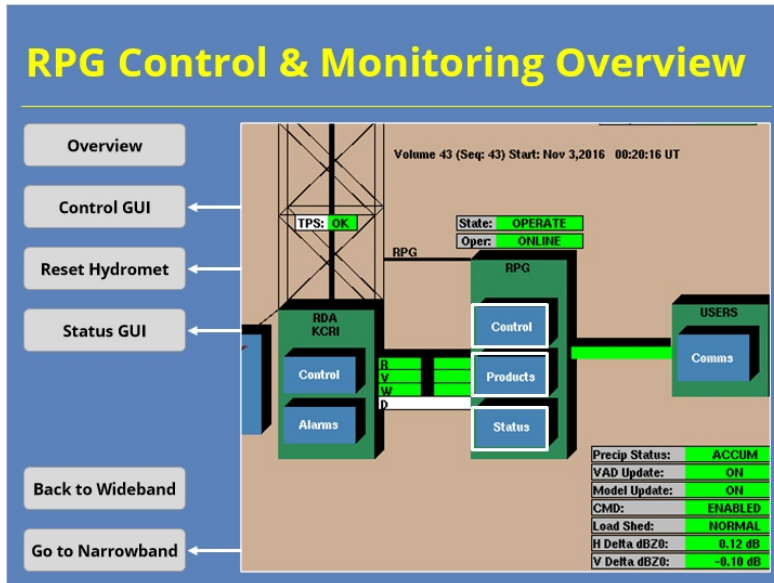 RPG Control & Monitoring Overview
Overview
Control GUI
Reset Hydromet
Status GUI
Back to Wideband
Go to Narrowband
Volume 43 (Seq: 43) Start: Nov 3,2016 00:20:16 UT
TPS: OK
State: OPERATE
Oper: ONLINE
RPG
RPG
Control
Products
Status
RDA
KCRI
Control
Alarms
R
V
W
D
USERS
Comms
Precip Status: ACCUM
VAD Update: ON
Model Update: ON
CMD: ENABLED
Load Shed: NORMAL
H Delta dBZ0: 0.12 dB
V Delta dBZ0: -0.10 dB